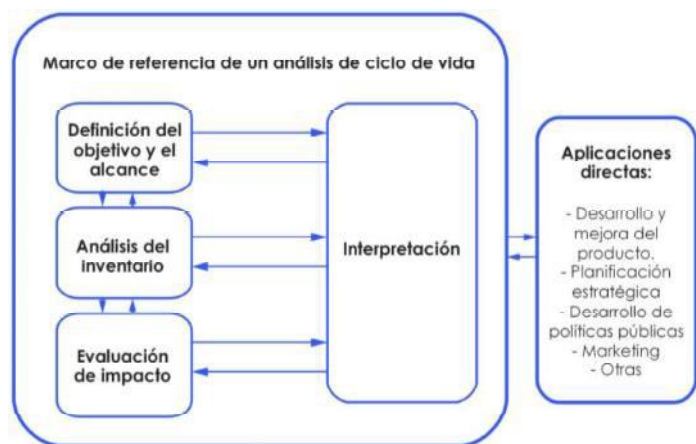 Marco de referencia de un análisis de ciclo de vida
Definición del
objetivo y el
alcance
Análisis del
inventario
Evaluación
de impacto
Interpretación
Aplicaciones
directas:
- Desarrollo y
mejora del
producto.
- Planificación
estratégica
- Desarrollo de
políticas públicas
- Marketing
- Otras